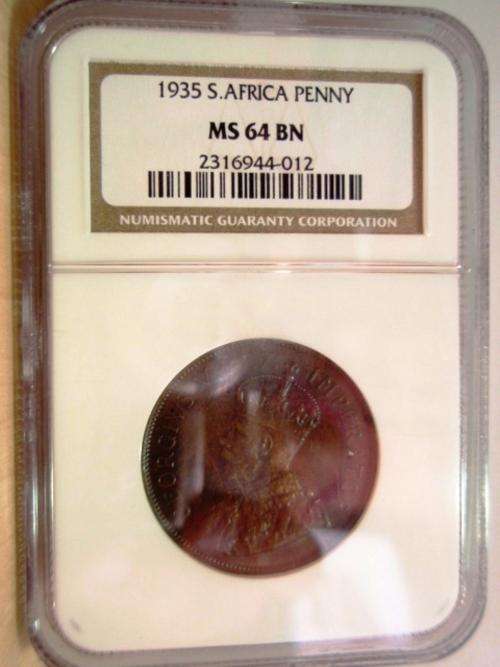 1935 S.AFRICA PENNY
MS 64 BN
2316944-012
NUMISMATIC GUARANTY CORPORATION